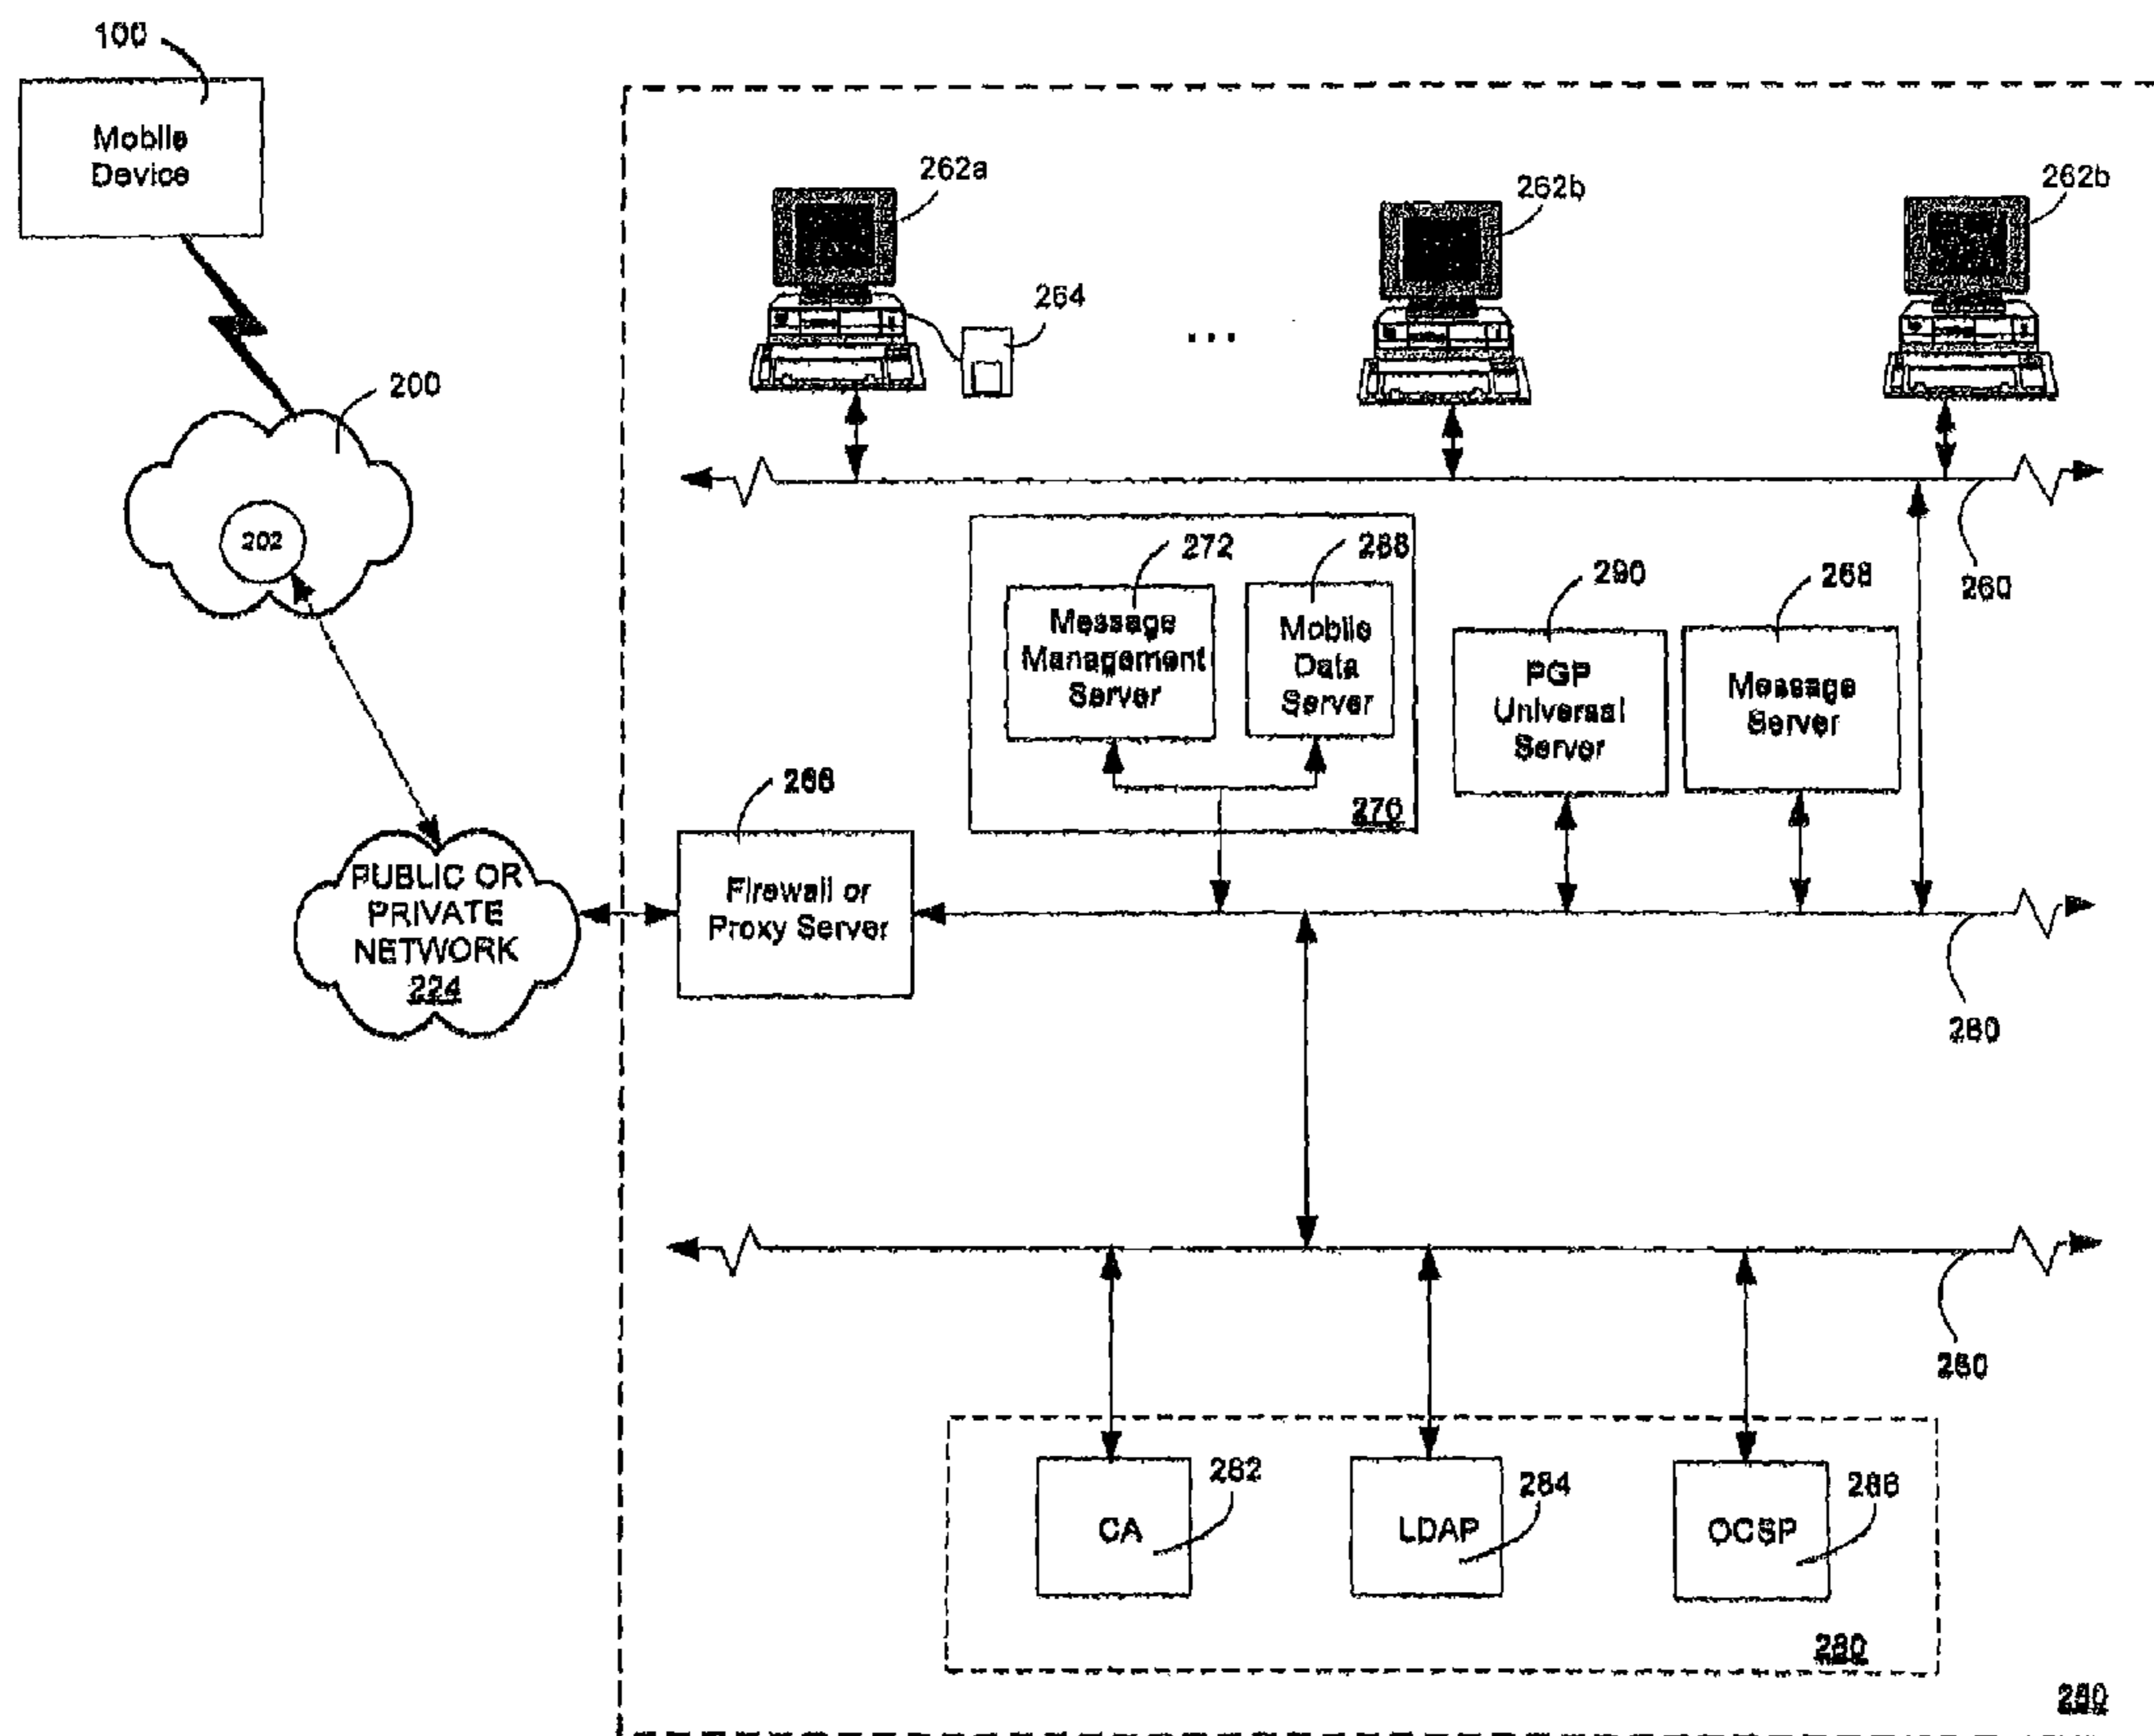 100
Mobile
Device
262a
262b
262b
264
...
200
202
260
272
288
290
268
Message
Management
Server
Mobile
Data
Server
PGP
Universal
Server
Message
Server
270
266
Firewall or
Proxy Server
PUBLIC OR
PRIVATE
NETWORK
224
260
260
282
284
286
CA
LDAP
OCSP
280